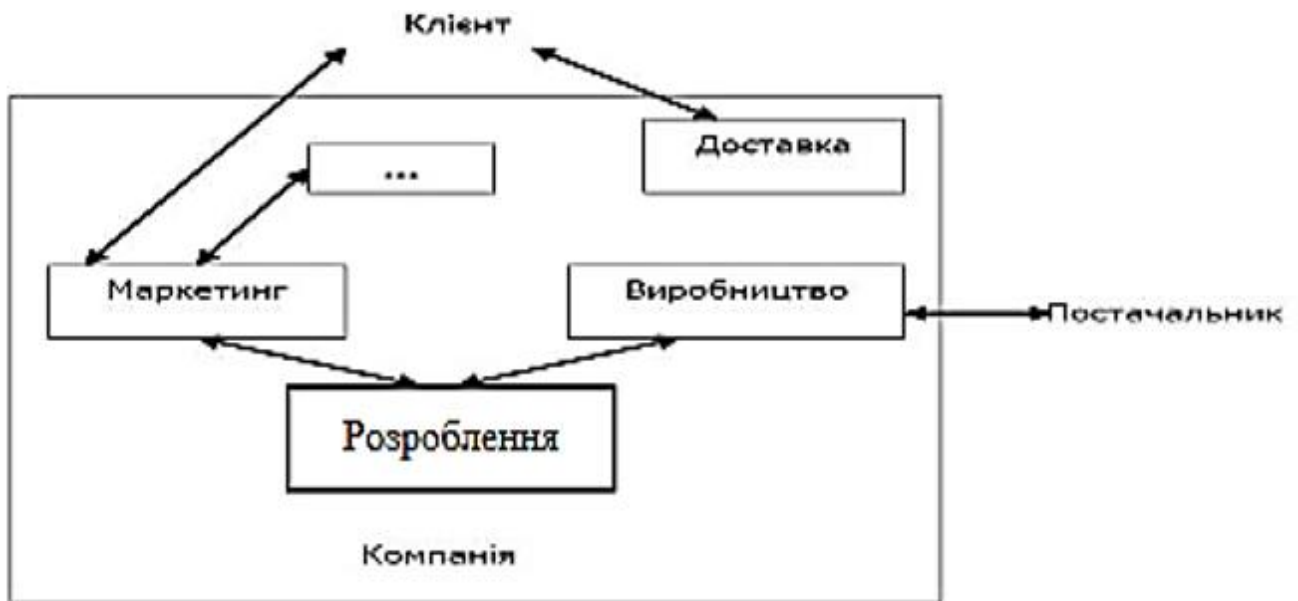 Клієнт
Доставка
...
Маркетинг
Виробництво
Постачальник
Розроблення
Компанія